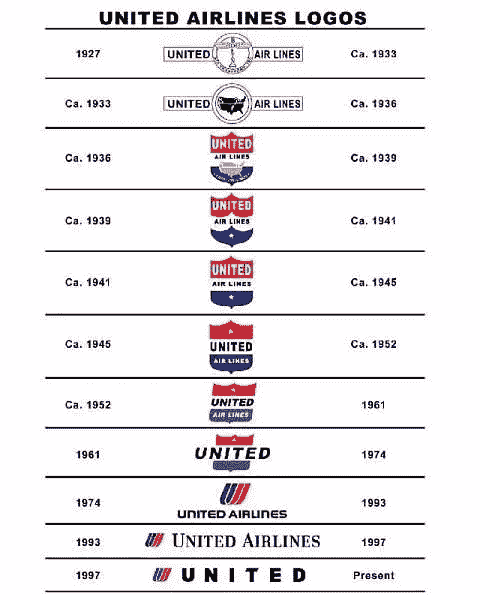 UNITED AIRLINES LOGOS
1927 UNITED AIR LINES Ca. 1933
Ca. 1933 UNITED AIR LINES Ca. 1936
Ca. 1936 UNITED Ca. 1939
AIR LINES
Ca. 1939 UNITED Ca. 1941
AIR LINES
Ca. 1941 UNITED Ca. 1945
AIR LINES
Ca. 1945 UNITED Ca. 1952
AIR LINES
Ca. 1952 UNITED 1961
AIR LINES
1961 UNITED 1974
1974 UNITED AIRLINES 1993
1993 UNITED AIRLINES 1997
1997 UNITED Present